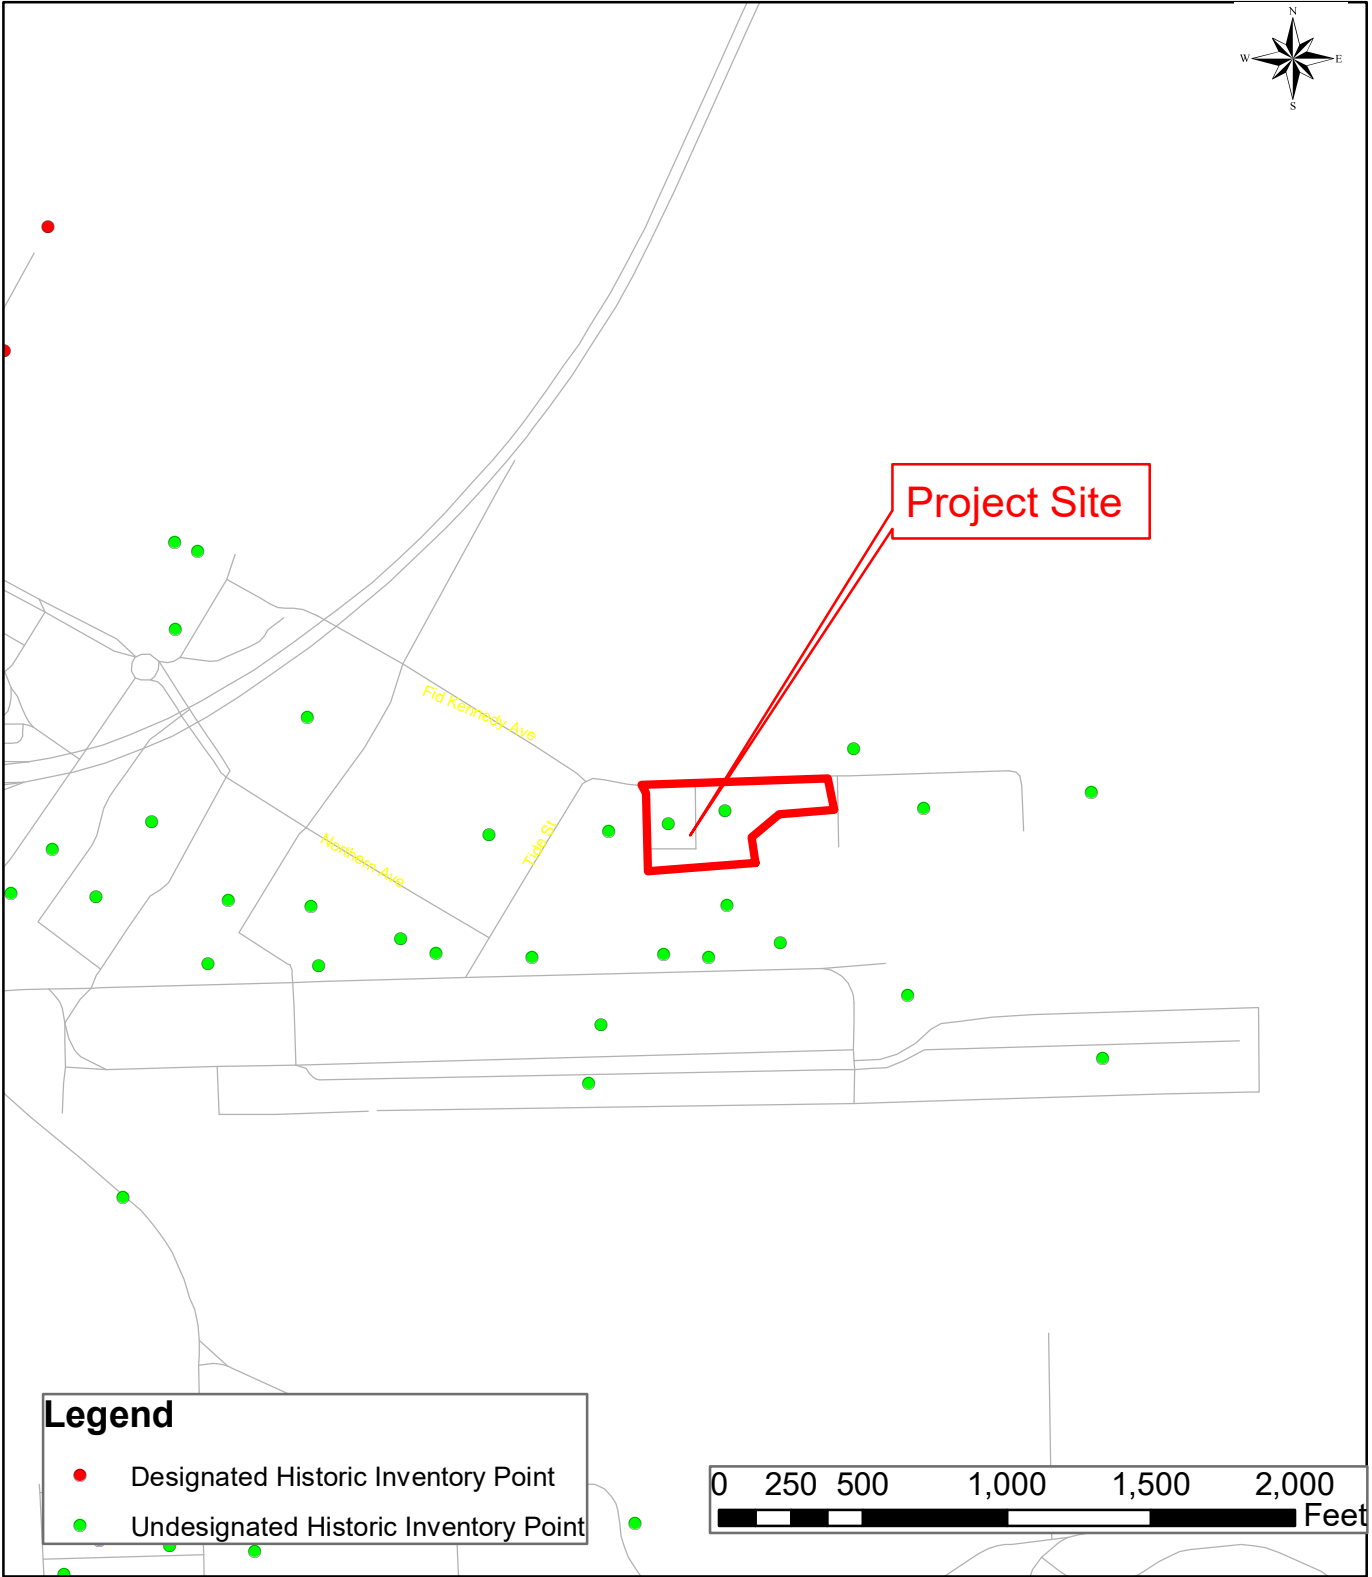 N
W E
S
Project Site
Fid Kennedy Ave
Tide St
Northern Ave
Legend
Designated Historic Inventory Point
Undesignated Historic Inventory Point
0 250 500 1,000 1,500 2,000
Feet